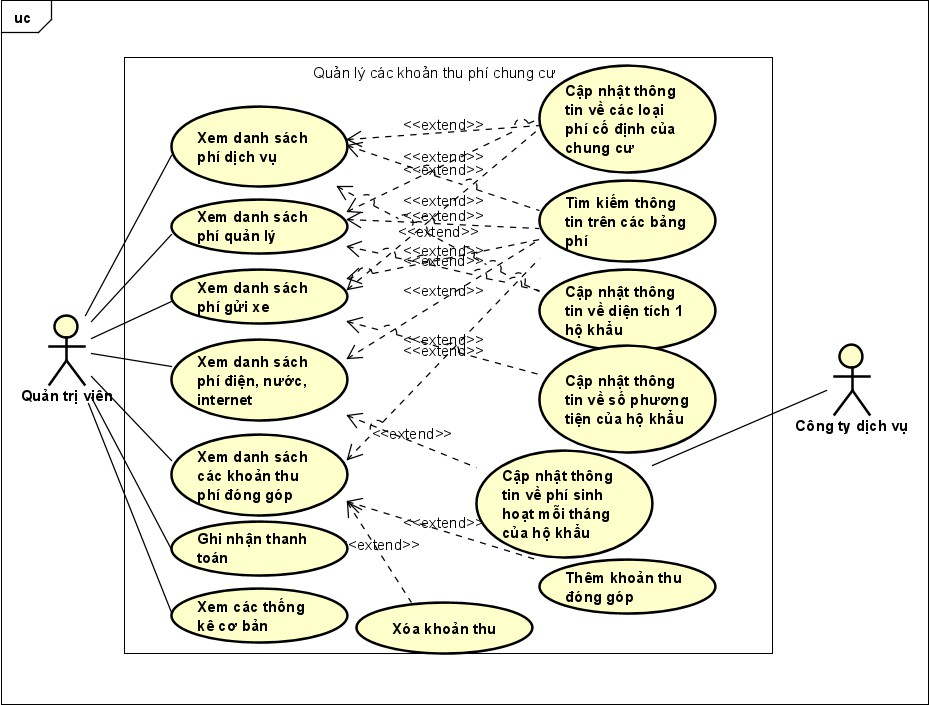 uc
Quản lý các khoản thu phí chung cư
Cập nhật thông
tin về các loại
phí cố định của
chung cư
Xem danh sách
phí dịch vụ
<<extend>>
<<extend>>
<<extend>>
Xem danh sách
phí quản lý
<<extend>>
<<extend>>
<<extend>>
Tìm kiếm thông
tin trên các bảng
phí
<<extend>>
<<extend>>
Xem danh sách
phí gửi xe
<<extend>>
Cập nhật thông
tin về diện tích 1
hộ khẩu
<<extend>>
<<extend>>
Quản trị viên
Xem danh sách
phí điện, nước,
internet
Cập nhật thông
tin về số phương
tiện của hộ khẩu
Công ty dịch vụ
<<extend>>
Xem danh sách
các khoản thu
phí đóng góp
Cập nhật thông
tin về phí sinh
hoạt mỗi tháng
của hộ khẩu
<<extend>>
Ghi nhận thanh
toán
<<extend>>
Thêm khoản thu
đóng góp
Xem các thống
kê cơ bản
Xóa khoản thu